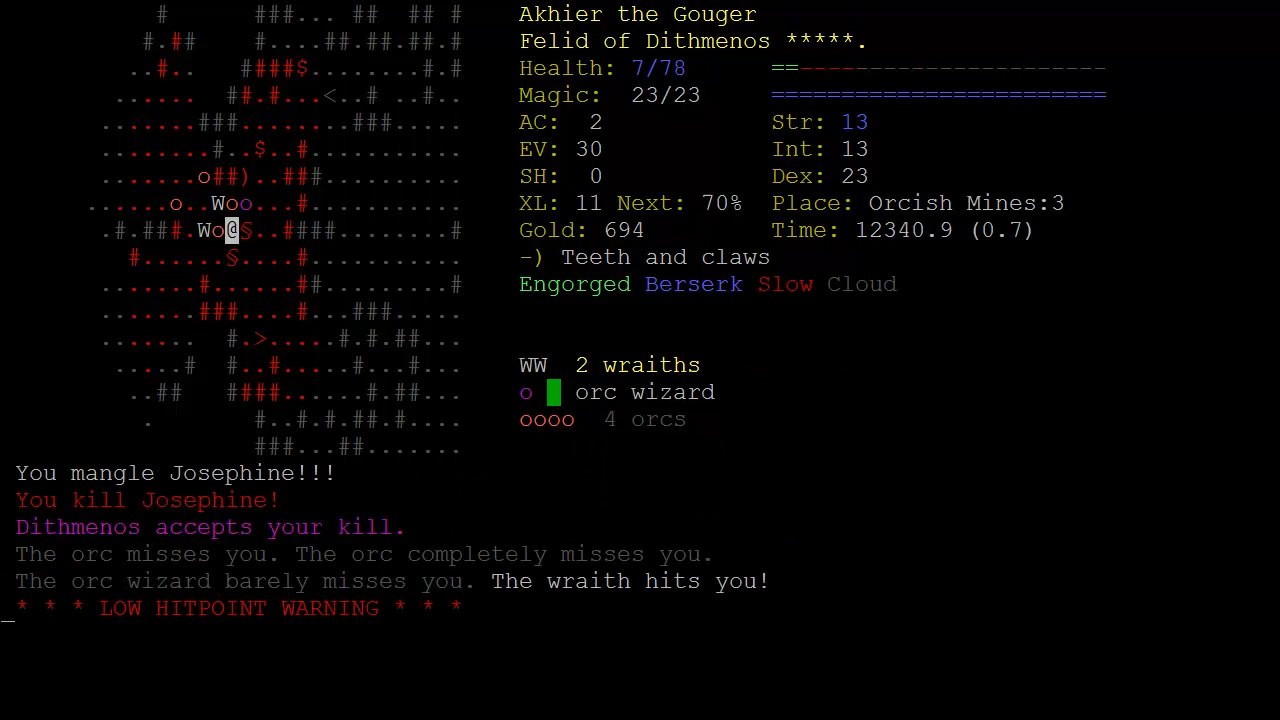 #      ###... ##  ## #    Akhier the Gouger
          #.##    #....##.##.##.#    Felid of Dithmenos *****.
         ..#. .  ####$........#.#    Health: 7/78      ==----------------------
        ...... ##.#...<..# ..#..    Magic:  23/23     ========================
       .......###........###.....    AC:  2            Str: 13
       ........#..$..#...........    EV: 30            Int: 13
       .......o##)..###..........    SH:  0            Dex: 23
      ......o..Woo...#...........    XL: 11 Next: 70%  Place: Orcish Mines:3
       .#.###.Wo@§..####........#    Gold: 694         Time: 12340.9 (0.7)
         #......§....#...........    -) Teeth and claws
       .......#......##.........#    Engorged Berserk Slow Cloud
       .......###....#...###.....
       .......  #.>.....#.#.##...
        .....#  #..#.....#...#...    WW  2 wraiths
         ..##   ####......#.##...    o   orc wizard
          .       #..#.#.##.#....    oooo  4 orcs
                  ###...##.......
You mangle Josephine!!!
You kill Josephine!
Dithmenos accepts your kill.
The orc misses you. The orc completely misses you.
The orc wizard barely misses you. The wraith hits you!
* * * LOW HITPOINT WARNING * * *
_